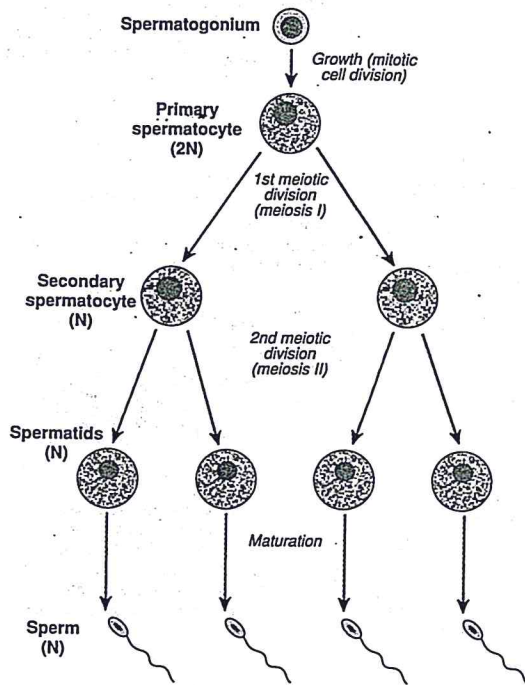 Spermatogonium
Growth (mitotic
cell division)
Primary
spermatocyte
(2N)
1st meiotic
division
(meiosis I)
Secondary
spermatocyte
(N)
2nd meiotic
division
(meiosis II)
Spermatids
(N)
Maturation
Sperm
(N)